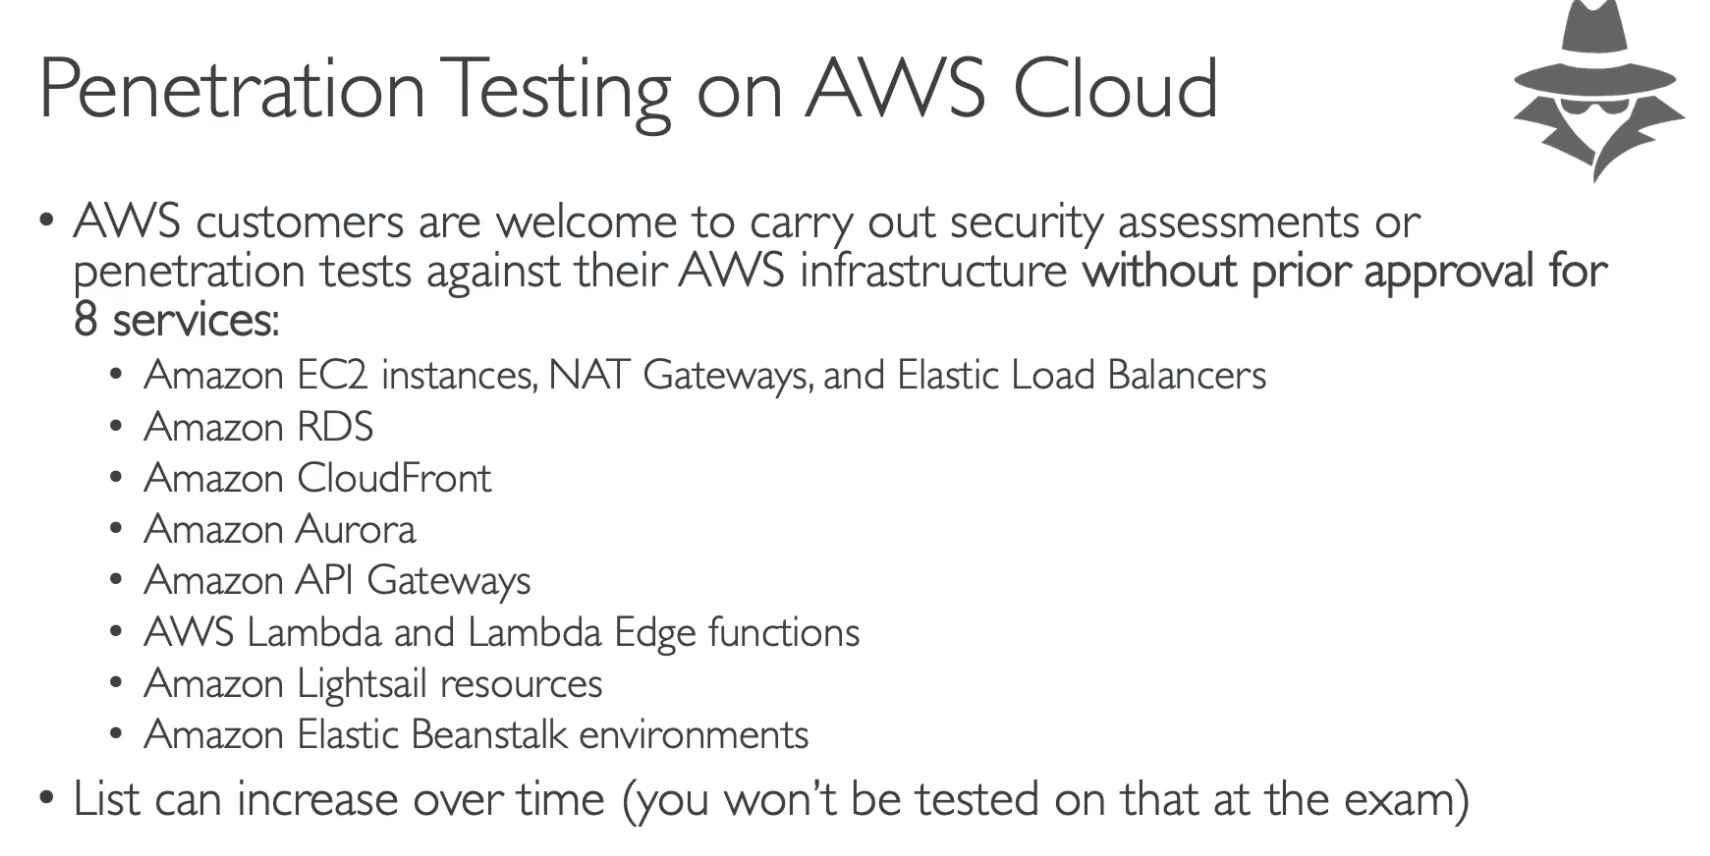 Penetration Testing on AWS Cloud
• AWS customers are welcome to carry out security assessments or
penetration tests against their AWS infrastructure without prior approval for
8 services:
• Amazon EC2 instances, NAT Gateways, and Elastic Load Balancers
• Amazon RDS
• Amazon CloudFront
• Amazon Aurora
• Amazon API Gateways
• AWS Lambda and Lambda Edge functions
• Amazon Lightsail resources
• Amazon Elastic Beanstalk environments
• List can increase over time (you won't be tested on that at the exam)